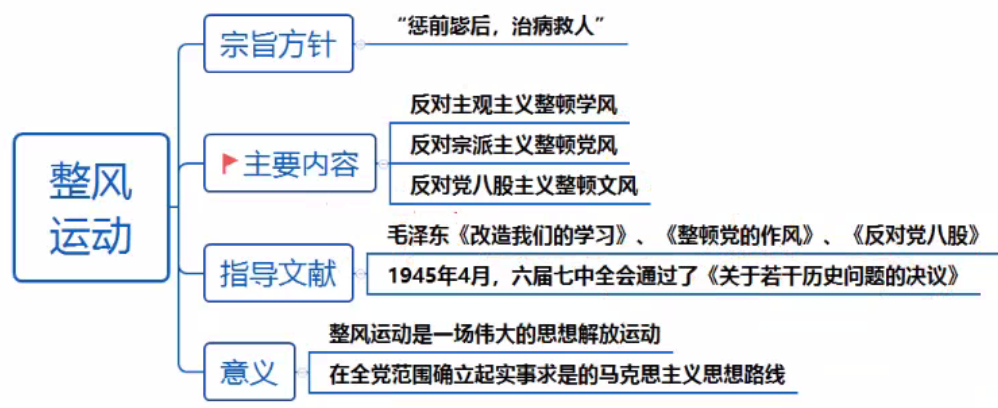 整风
运动
宗旨方针
“惩前毖后，治病救人”
主要内容
反对主观主义整顿学风
反对宗派主义整顿党风
反对党八股主义整顿文风
指导文献
毛泽东《改造我们的学习》、《整顿党的作风》、《反对党八股》
1945年4月，六届七中全会通过了《关于若干历史问题的决议》
意义
整风运动是一场伟大的思想解放运动
在全党范围确立起实事求是的马克思主义思想路线